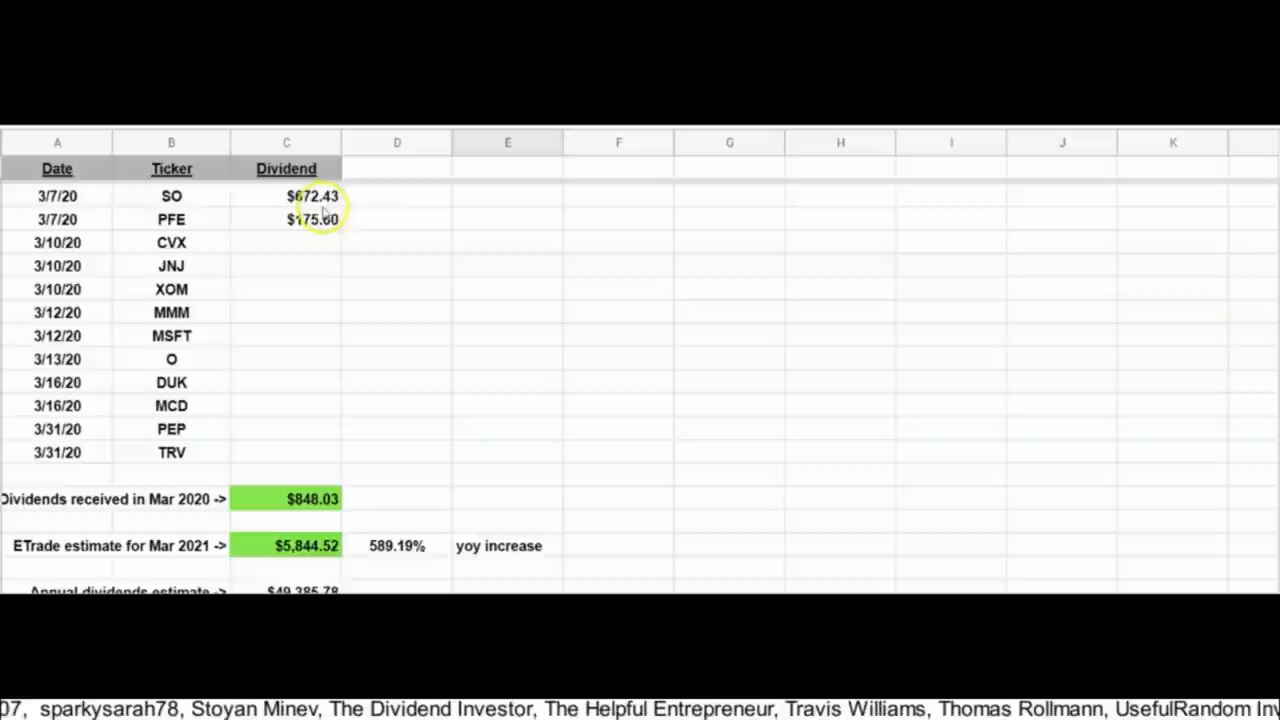 A B C D E F G H I J K
Date Ticker Dividend
3/7/20 SO $672.43
3/7/20 PFE $175.60
3/10/20 CVX
3/10/20 JNJ
3/10/20 XOM
3/12/20 MMM
3/12/20 MSFT
3/13/20 O
3/16/20 DUK
3/16/20 MCD
3/31/20 PEP
3/31/20 TRV
Dividends received in Mar 2020 -> $848.03
ETrade estimate for Mar 2021 -> $5,844.52 589.19% yoy increase
Annual dividends estimate -> $49,385.78
07, sparkysarah78, Stoyan Minev, The Dividend Investor, The Helpful Entrepreneur, Travis Williams, Thomas Rollmann, UsefulRandom Inv